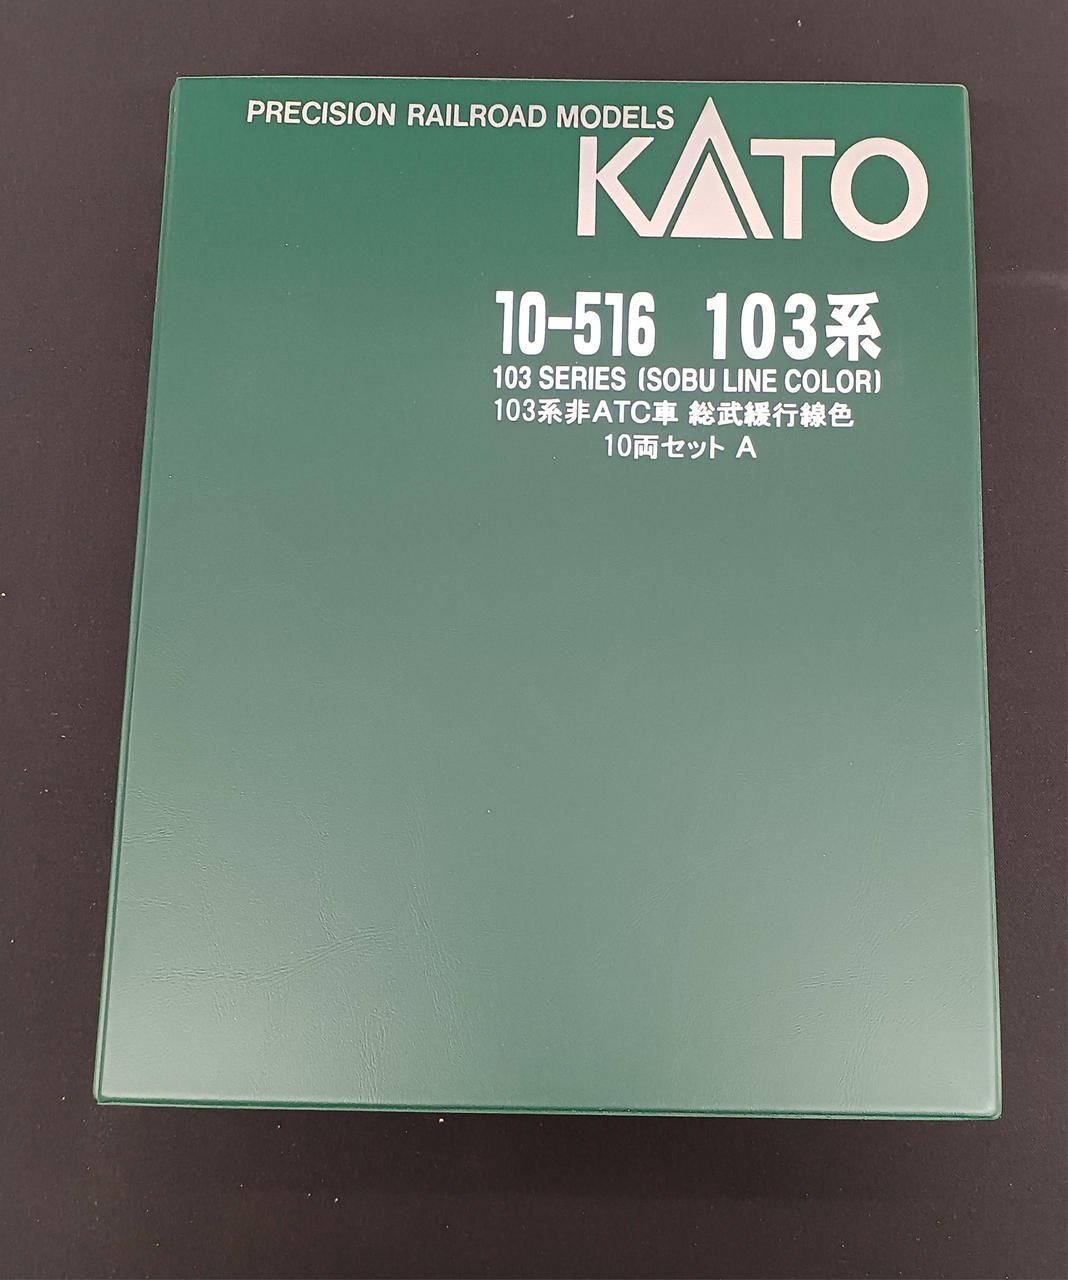 PRECISION RAILROAD MODELS
KATO
10-516 103系
103 SERIES (SOBU LINE COLOR)
103系非ATC車 総武緩行線色
10両セット A